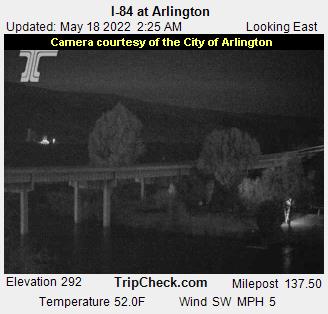 I-84 at Arlington
Updated: May 18 2022 2:25 AM Looking East
Camera courtesy of the City of Arlington
Elevation 292 TripCheck.com Milepost 137.50
Temperature 52.0F Wind SW MPH 5